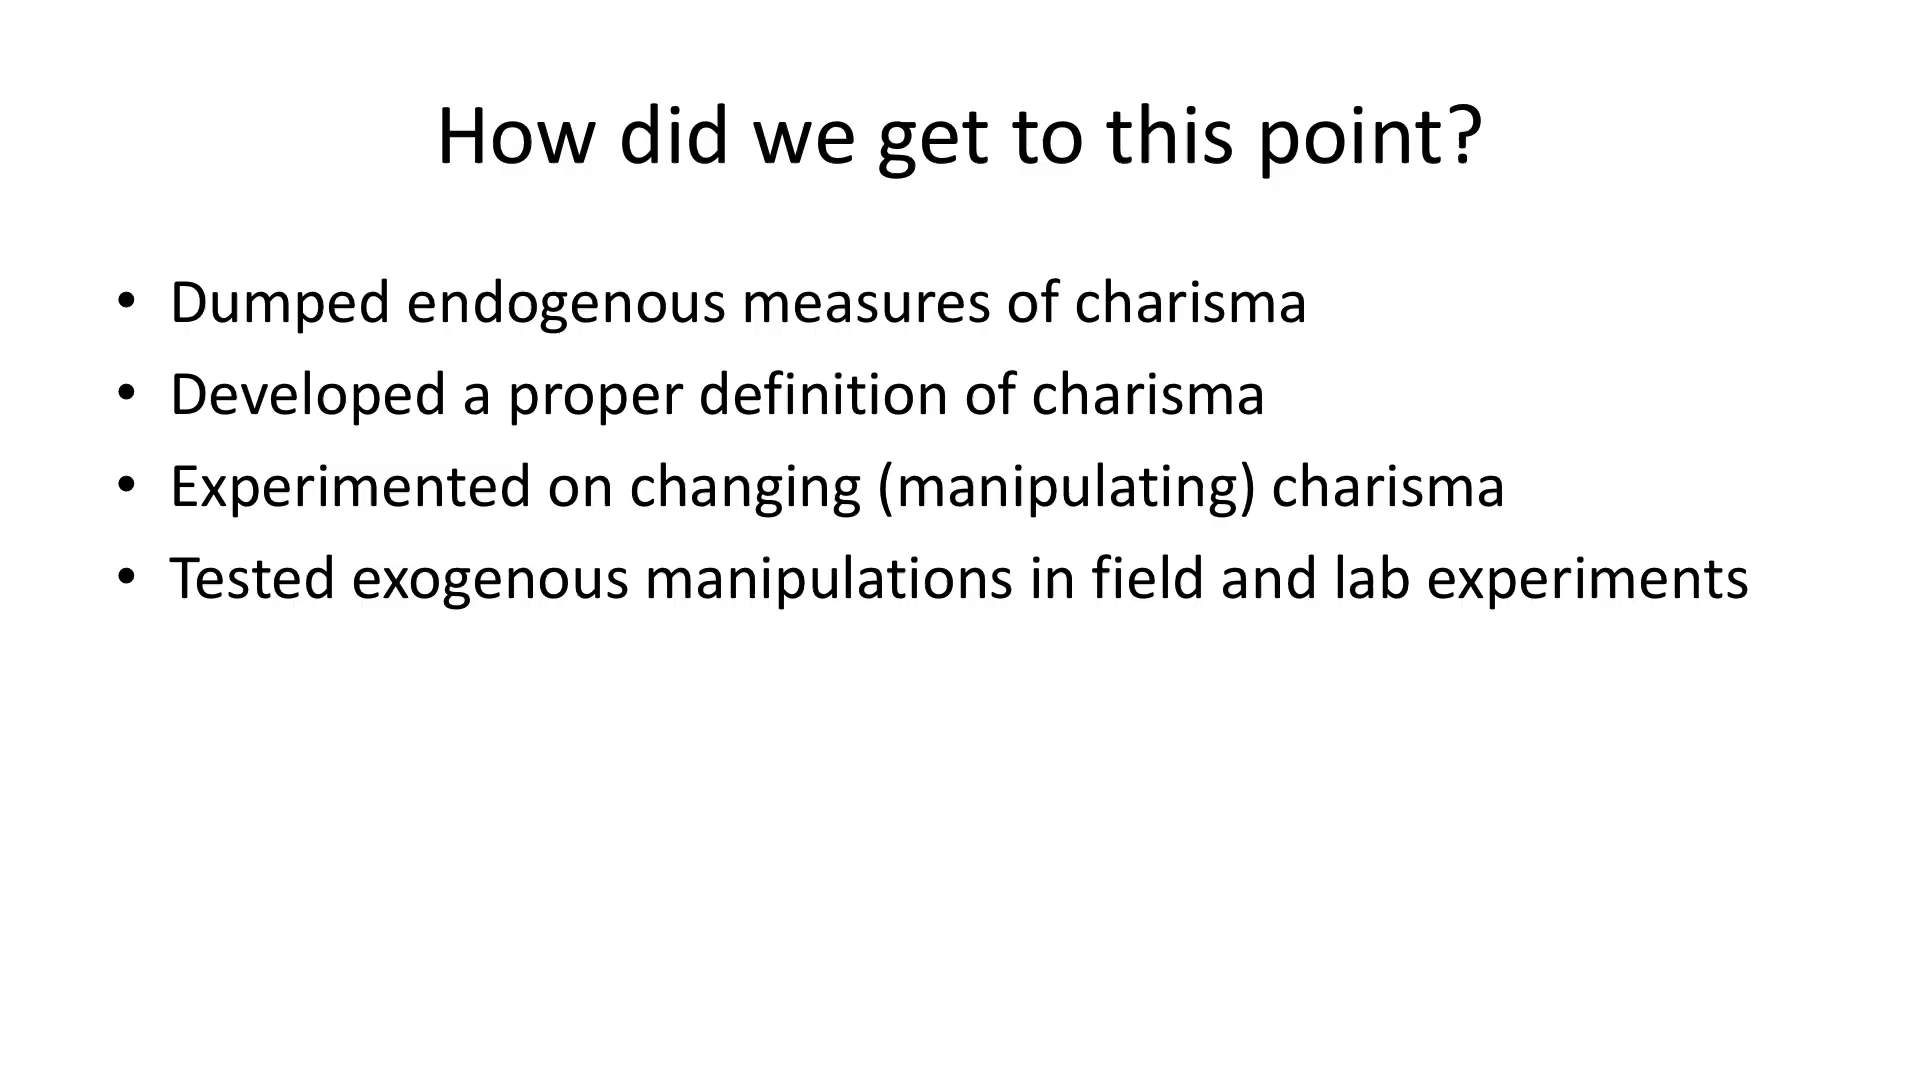 How did we get to this point?
• Dumped endogenous measures of charisma
• Developed a proper definition of charisma
• Experimented on changing (manipulating) charisma
• Tested exogenous manipulations in field and lab experiments